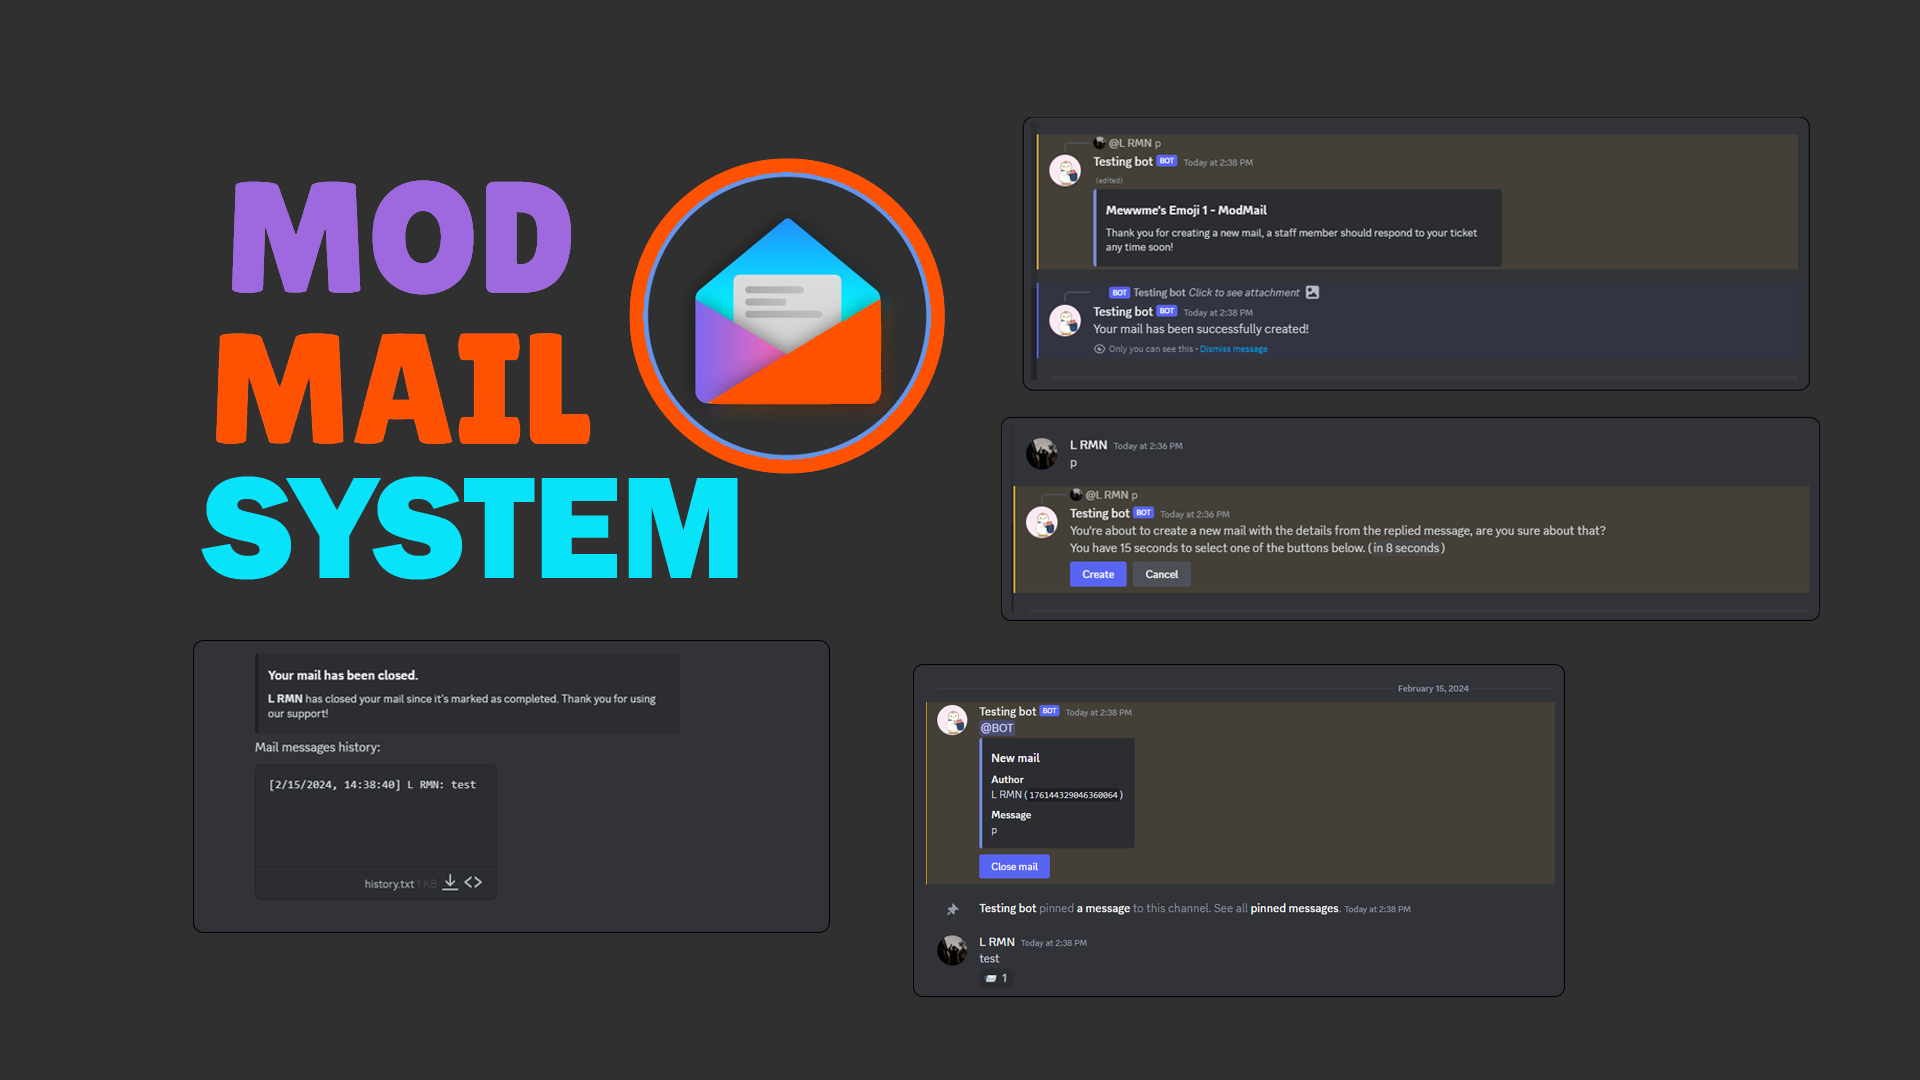 MOD
MAIL
SYSTEM
@L RMN p
Testing bot BOT Today at 2:38 PM
(edited)
Mewwme's Emoji 1 - ModMail
Thank you for creating a new mail, a staff member should respond to your ticket
any time soon!
BOT Testing bot Click to see attachment
Testing bot BOT Today at 2:38 PM
Your mail has been successfully created!
Only you can see this • Dismiss message
L RMN Today at 2:36 PM
p
@L RMN p
Testing bot BOT Today at 2:36 PM
You're about to create a new mail with the details from the replied message, are you sure about that?
You have 15 seconds to select one of the buttons below. (in 8 seconds)
Create Cancel
Your mail has been closed.
L RMN has closed your mail since it's marked as completed. Thank you for using
our support!
Mail messages history:
[2/15/2024, 14:38:40] L RMN: test
history.txt 1 KB
February 15, 2024
Testing bot BOT Today at 2:38 PM
@BOT
New mail
Author
L RMN (176144329046360064)
Message
p
Close mail
Testing bot pinned a message to this channel. See all pinned messages. Today at 2:38 PM
L RMN Today at 2:38 PM
test
1